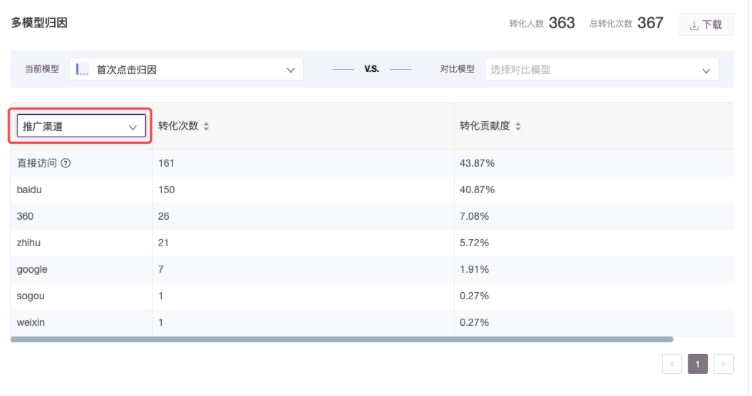 多模型归因 转化人数 363 总转化次数 367 下载
当前模型 首次点击归因 V.S. 对比模型 选择对比模型
推广渠道 转化次数 转化贡献度
直接访问 161 43.87%
baidu 150 40.87%
360 26 7.08%
zhihu 21 5.72%
google 7 1.91%
sogou 1 0.27%
weixin 1 0.27%
1